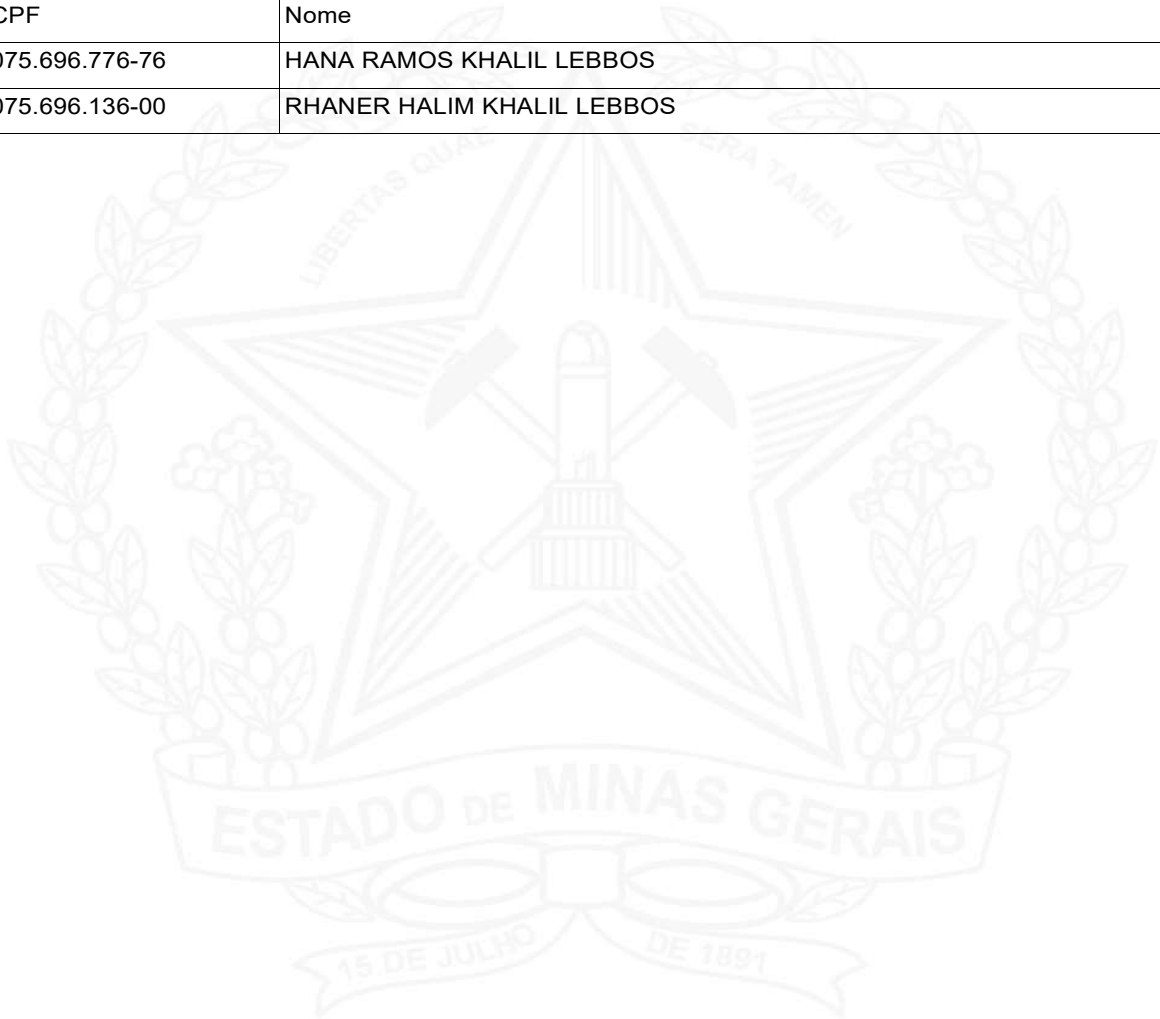 CPF Nome
075.696.776-76 HANA RAMOS KHALIL LEBBOS
075.696.136-00 RHANER HALIM KHALIL LEBBOS
LIBERTAS QUAE SERA TAMEN
ESTADO DE MINAS GERAIS
15 DE JULHO DE 1891